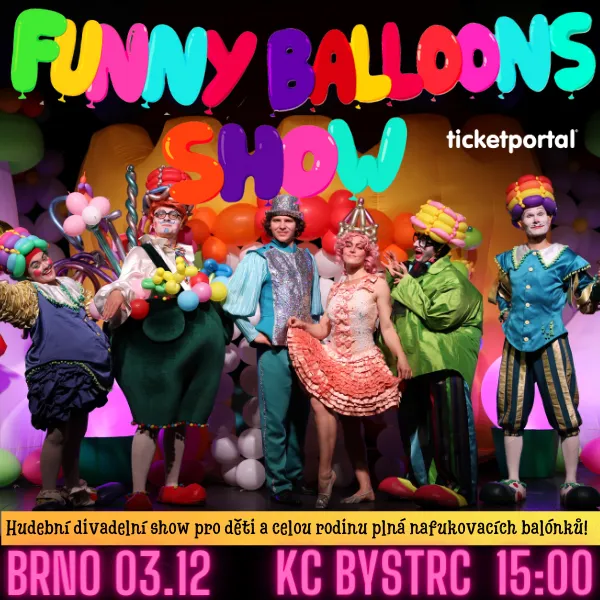 FUNNY BALLOONS
SHOW
ticketportal
Hudební divadelní show pro děti a celou rodinu plná nafukovacích balónků!
BRNO 03.12 KC BYSTRC 15:00